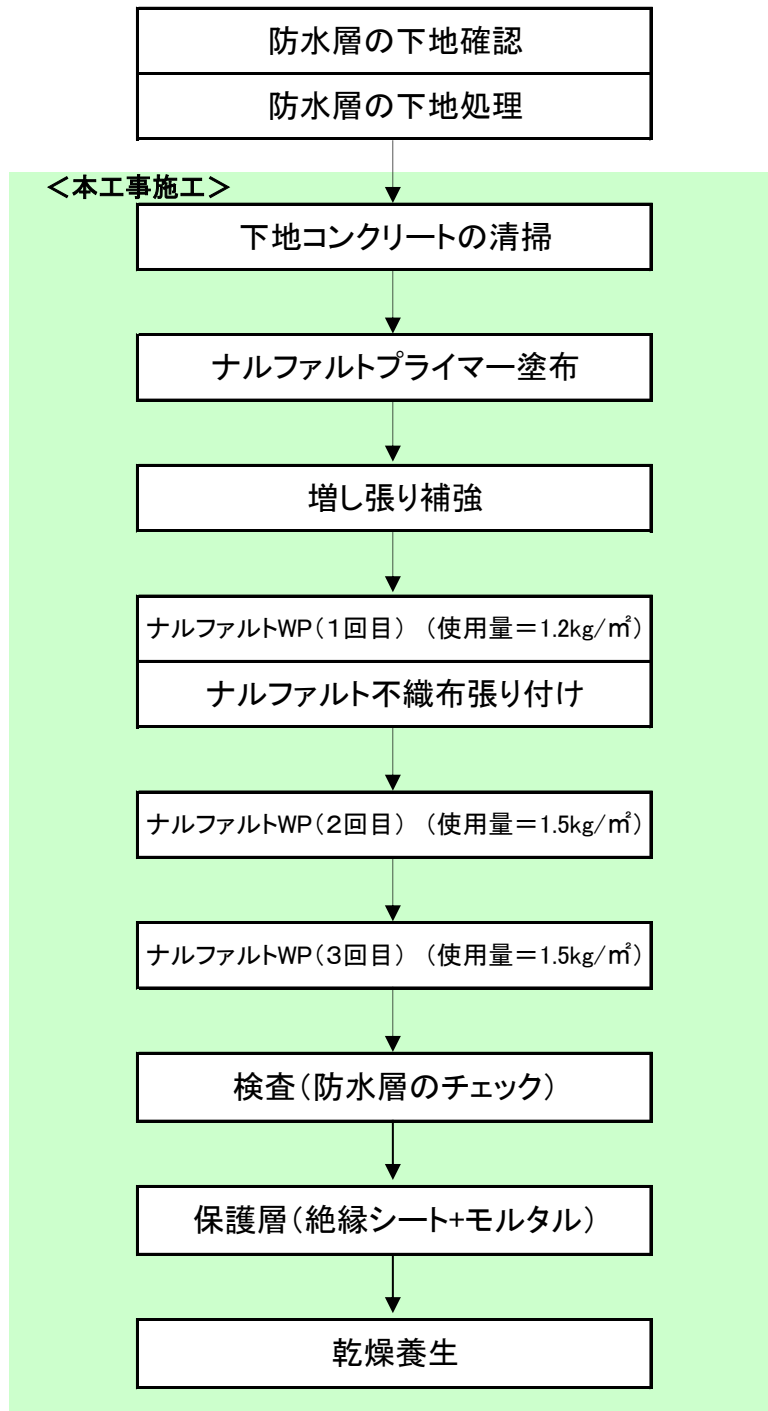 防水層の下地確認
防水層の下地処理
＜本工事施工＞
下地コンクリートの清掃
ナルファルトプライマー塗布
増し張り補強
ナルファルトWP（１回目）　（使用量＝1.2kg/㎡）
ナルファルト不織布張り付け
ナルファルトWP（２回目）　（使用量＝1.5kg/㎡）
ナルファルトWP（３回目）　（使用量＝1.5kg/㎡）
検査（防水層のチェック）
保護層（絶縁シート+モルタル）
乾燥養生